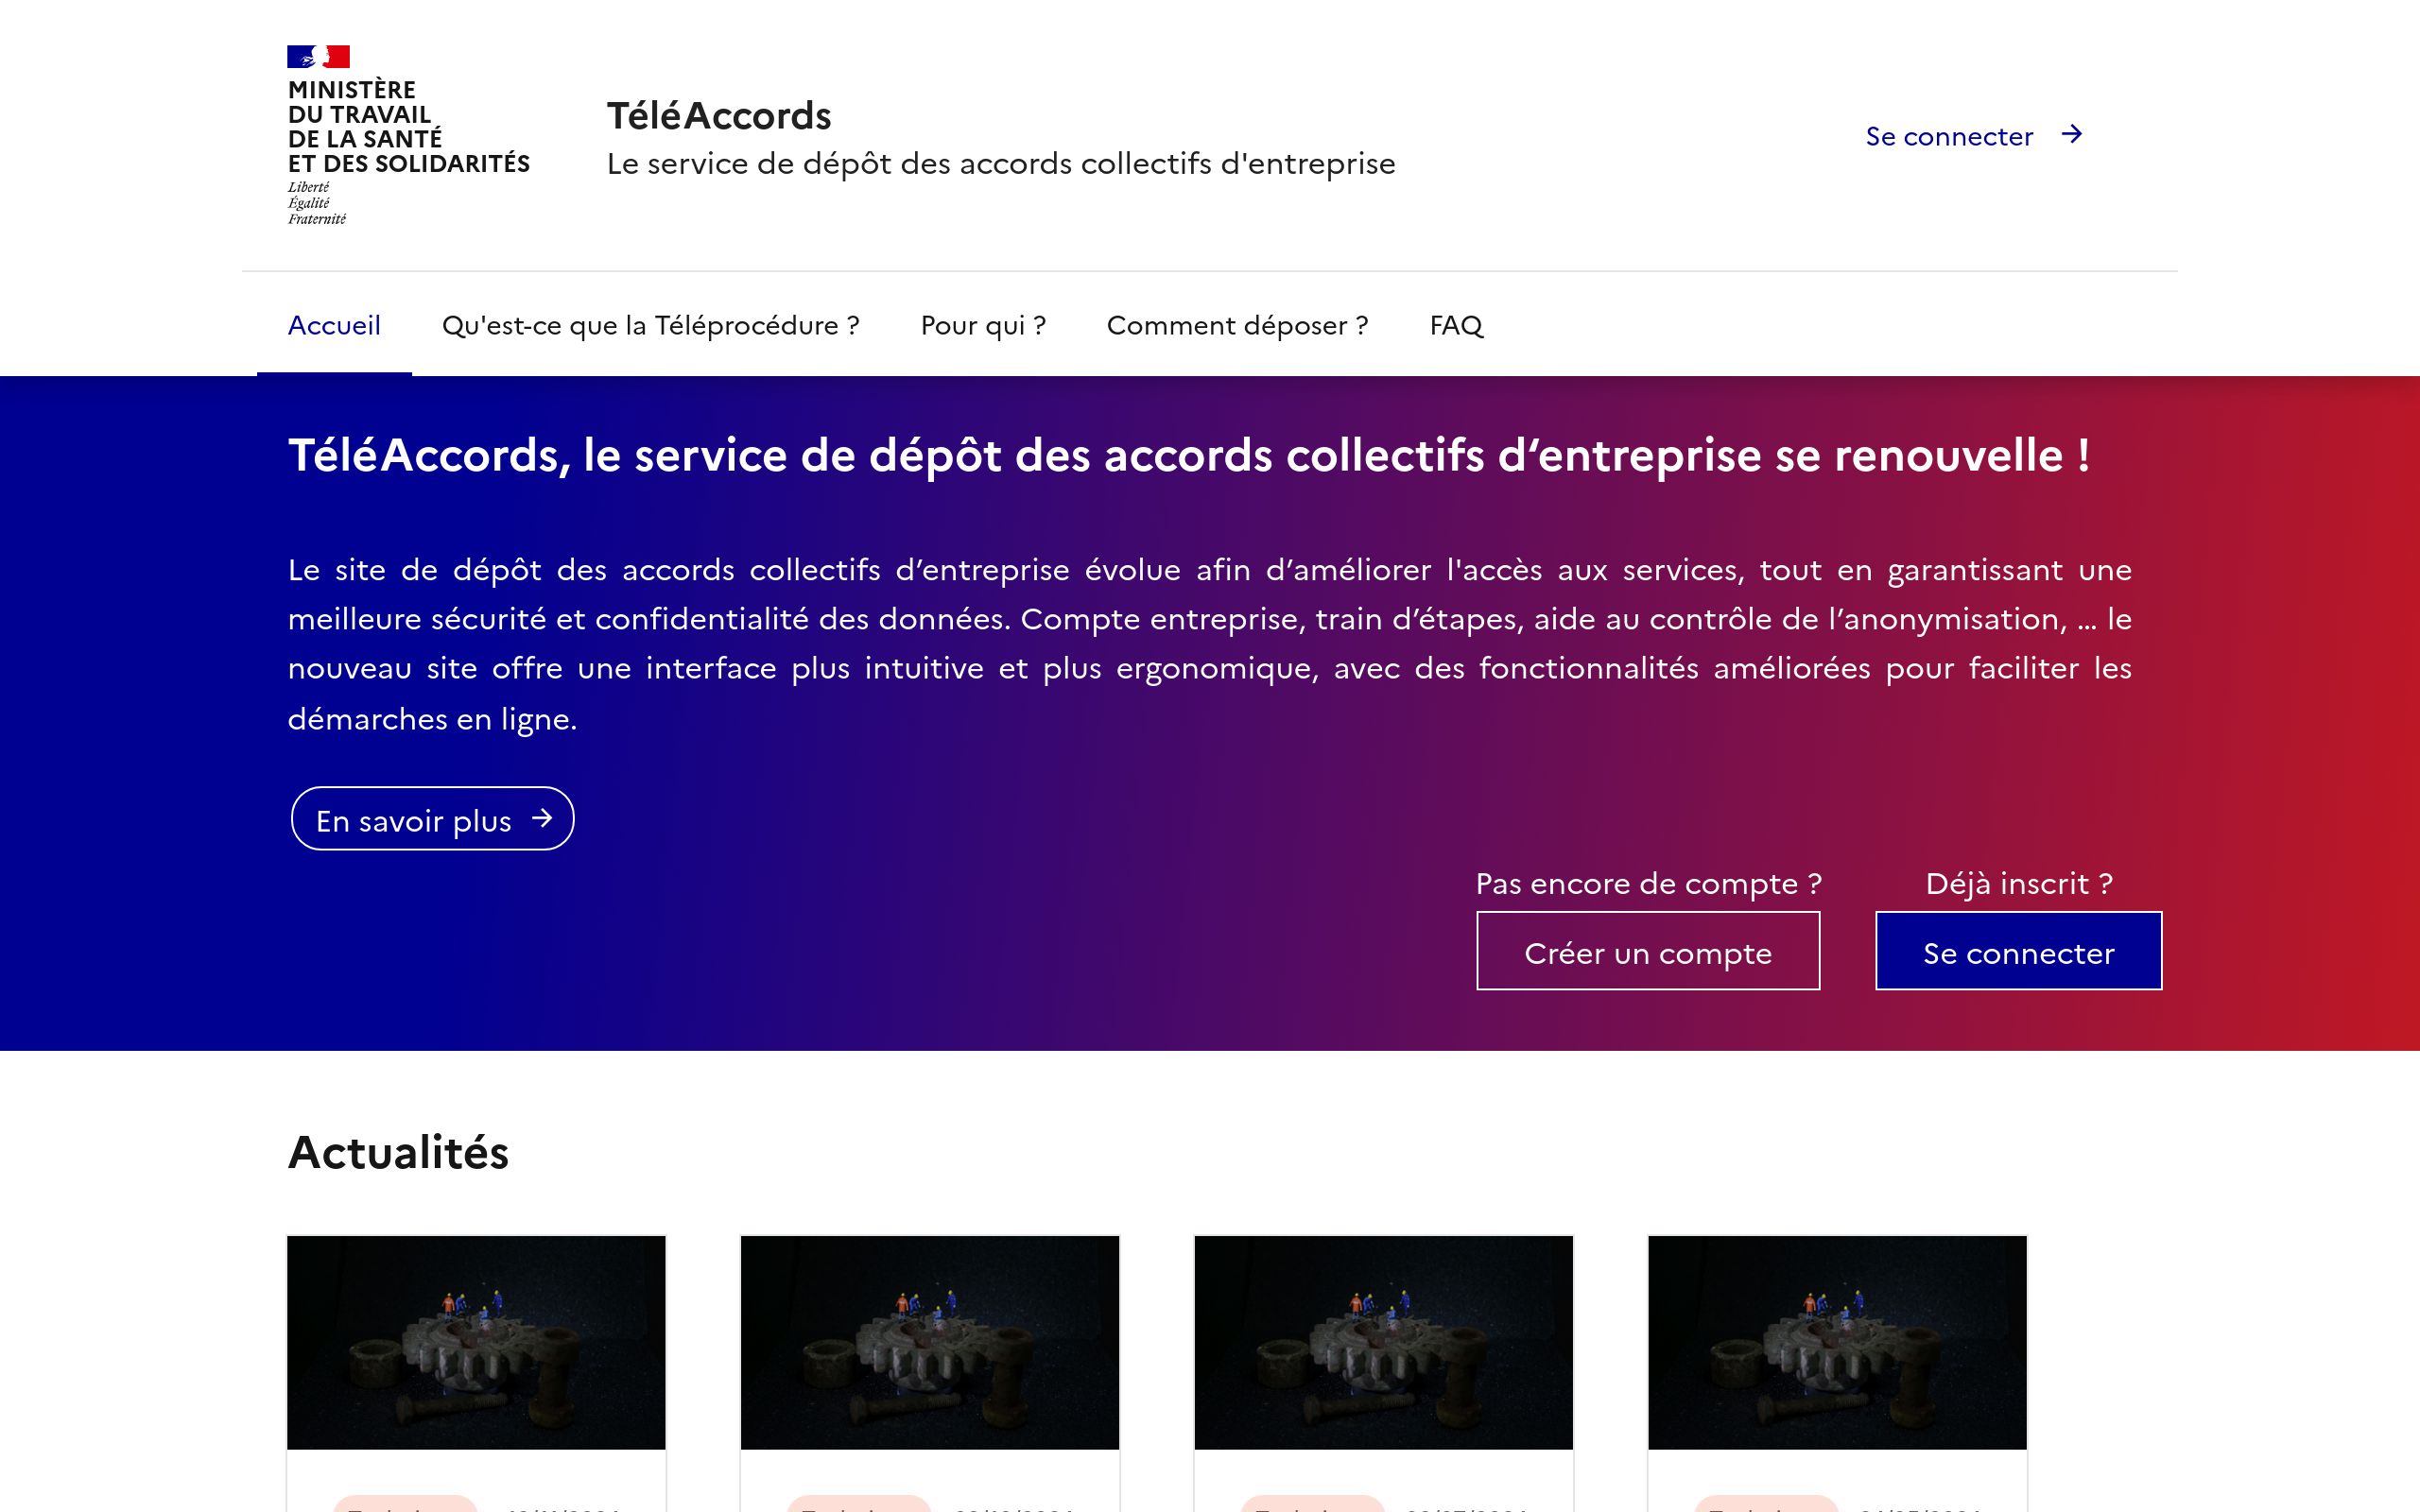 MINISTÈRE
DU TRAVAIL
DE LA SANTÉ
ET DES SOLIDARITÉS
Liberté
Égalité
Fraternité
TéléAccords
Le service de dépôt des accords collectifs d'entreprise
Se connecter
Accueil
Qu'est-ce que la Téléprocédure ?
Pour qui ?
Comment déposer ?
FAQ
TéléAccords, le service de dépôt des accords collectifs d‘entreprise se renouvelle !
Le site de dépôt des accords collectifs d’entreprise évolue afin d’améliorer l'accès aux services, tout en garantissant une
meilleure sécurité et confidentialité des données. Compte entreprise, train d’étapes, aide au contrôle de l’anonymisation, ... le
nouveau site offre une interface plus intuitive et plus ergonomique, avec des fonctionnalités améliorées pour faciliter les
démarches en ligne.
En savoir plus
Pas encore de compte ?
Déjà inscrit ?
Créer un compte
Se connecter
Actualités